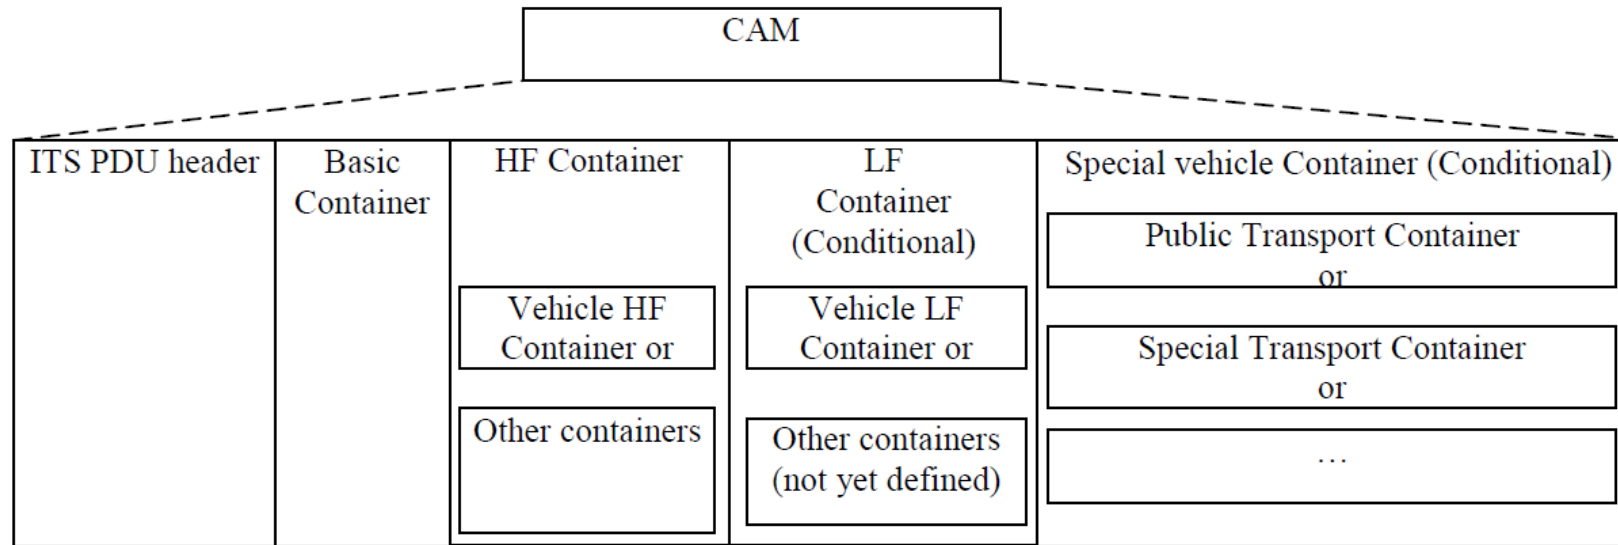 CAM
ITS PDU header
Basic
Container
HF Container
Vehicle HF
Container or
Other containers
LF
Container
(Conditional)
Vehicle LF
Container or
Other containers
(not yet defined)
Special vehicle Container (Conditional)
Public Transport Container
or
Special Transport Container
or
…